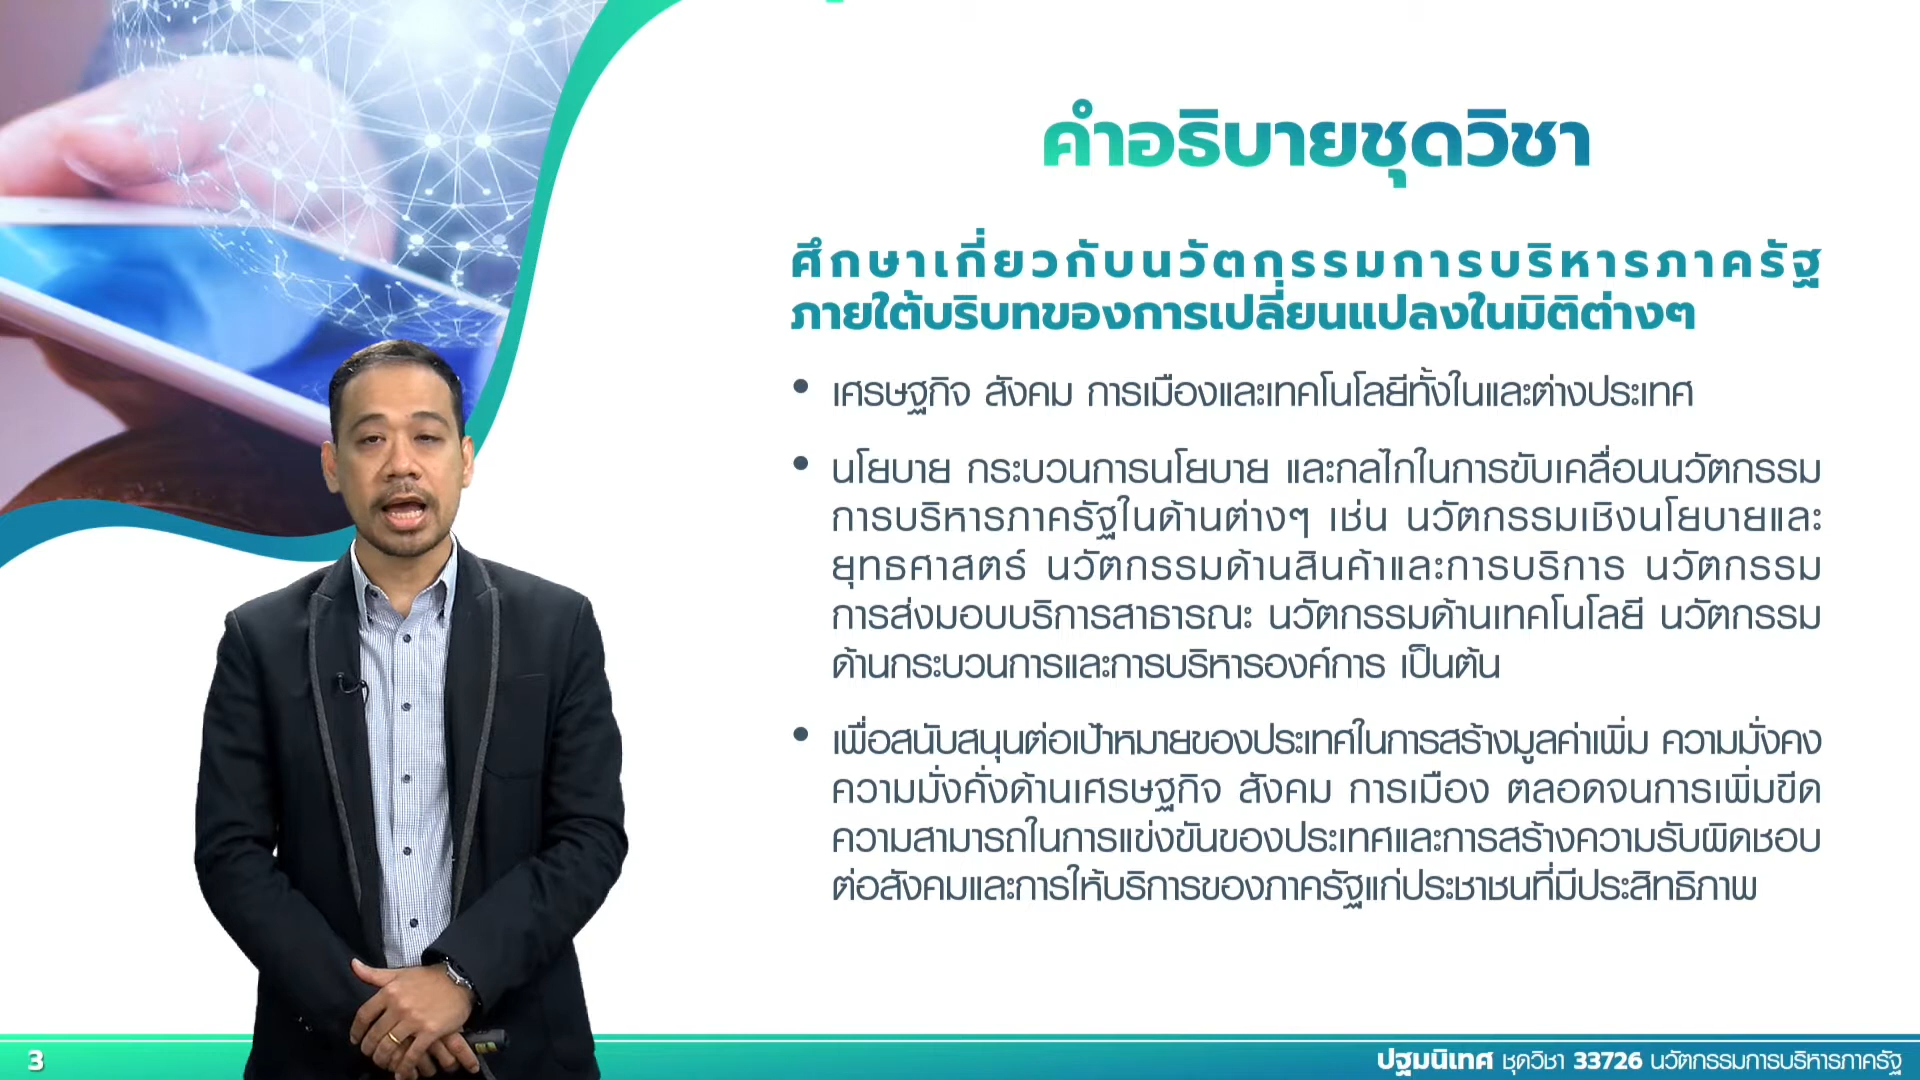 คำอธิบายชุดวิชา
ศึกษาเกี่ยวกับนวัตกรรมการบริหารภาครัฐ
ภายใต้บริบทของการเปลี่ยนแปลงในมิติต่างๆ
• เศรษฐกิจ สังคม การเมืองและเทคโนโลยีทั้งในและต่างประเทศ
• นโยบาย กระบวนการนโยบาย และกลไกในการขับเคลื่อนนวัตกรรม
การบริหารภาครัฐในด้านต่างๆ เช่น นวัตกรรมเชิงนโยบายและ
ยุทธศาสตร์ นวัตกรรมด้านสินค้าและการบริการ นวัตกรรม
การส่งมอบบริการสาธารณะ นวัตกรรมด้านเทคโนโลยี นวัตกรรม
ด้านกระบวนการและการบริหารองค์การ เป็นต้น
• เพื่อสนับสนุนต่อเป้าหมายของประเทศในการสร้างมูลค่าเพิ่ม ความมั่งคง
ความมั่งคั่งด้านเศรษฐกิจ สังคม การเมือง ตลอดจนการเพิ่มขีด
ความสามารถในการแข่งขันของประเทศและการสร้างความรับผิดชอบ
ต่อสังคมและการให้บริการของภาครัฐแก่ประชาชนที่มีประสิทธิภาพ
3
ปฐมนิเทศ ชุดวิชา 33726 นวัตกรรมการบริหารภาครัฐ